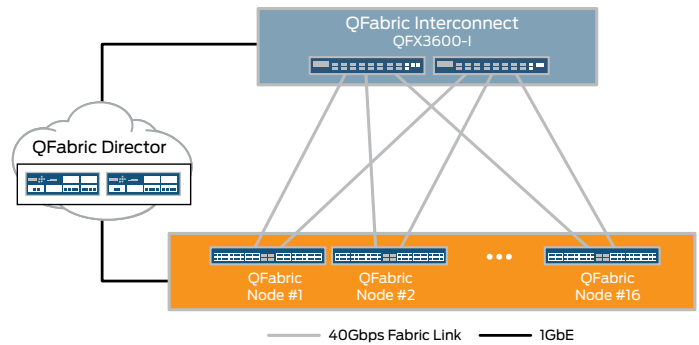 QFabric Interconnect
QFX3600-I
QFabric Director
QFabric
Node #1
QFabric
Node #2
•••
QFabric
Node #16
40Gbps Fabric Link
1GbE